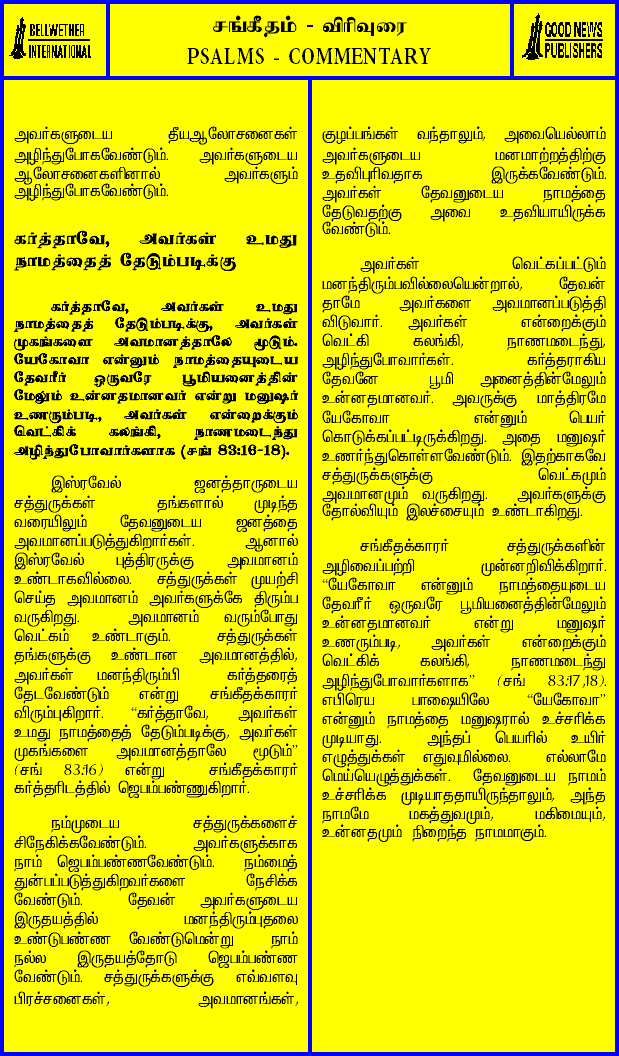 BELLWETHER
INTERNATIONAL
சங்கீதம் - விரிவுரை
PSALMS - COMMENTARY
GOOD NEWS
PUBLISHERS
அவர்களுடைய தீயஆலோசனைகள்
அழிந்துபோகவேண்டும். அவர்களுடைய
ஆலோசனைகளினால் அவர்களும்
அழிந்துபோகவேண்டும்.
கர்த்தாவே, அவர்கள் உமது
நாமத்தைத் தேடும்படிக்கு
கர்த்தாவே, அவர்கள் உமது
நாமத்தைத் தேடும்படிக்கு, அவர்கள்
முகங்களை அவமானத்தாலே மூடும்.
யேகோவா என்னும் நாமத்தையுடைய
தேவரீர் ஒருவரே பூமியனைத்தின்
மேலும் உன்னதமானவர் என்று மனுஷர்
உணரும்படி, அவர்கள் என்றைக்கும்
வெட்கிக் கலங்கி, நாணமடைந்து
அழிந்துபோவார்களாக (சங் 83:16-18).
இஸ்ரவேல் ஜனத்தாருடைய
சத்துருக்கள் தங்களால் முடிந்த
வரையிலும் தேவனுடைய ஜனத்தை
அவமானப்படுத்துகிறார்கள். ஆனால்
இஸ்ரவேல் புத்திரருக்கு அவமானம்
உண்டாகவில்லை. சத்துருக்கள் முயற்சி
செய்த அவமானம் அவர்களுக்கே திரும்ப
வருகிறது. அவமானம் வரும்போது
வெட்கம் உண்டாகும். சத்துருக்கள்
தங்களுக்கு உண்டான அவமானத்தில்,
அவர்கள் மனந்திரும்பி கர்த்தரைத்
தேடவேண்டும் என்று சங்கீதக்காரர்
விரும்புகிறார். “கர்த்தாவே, அவர்கள்
உமது நாமத்தைத் தேடும்படிக்கு, அவர்கள்
முகங்களை அவமானத்தாலே மூடும்”
(சங் 83:16) என்று சங்கீதக்காரர்
கர்த்தரிடத்தில் ஜெபம்பண்ணுகிறார்.
நம்முடைய சத்துருக்களைச்
சிநேகிக்கவேண்டும். அவர்களுக்காக
நாம் ஜெபம்பண்ணவேண்டும். நம்மைத்
துன்பப்படுத்துகிறவர்களை நேசிக்க
வேண்டும். தேவன் அவர்களுடைய
இருதயத்தில் மனந்திரும்புதலை
உண்டுபண்ண வேண்டுமென்று நாம்
நல்ல இருதயத்தோடு ஜெபம்பண்ண
வேண்டும். சத்துருக்களுக்கு எவ்வளவு
பிரச்சனைகள், அவமானங்கள்,
குழப்பங்கள் வந்தாலும், அவையெல்லாம்
அவர்களுடைய மனமாற்றத்திற்கு
உதவிபுரிவதாக இருக்கவேண்டும்.
அவர்கள் தேவனுடைய நாமத்தை
தேடுவதற்கு அவை உதவியாயிருக்க
வேண்டும்.
அவர்கள் வெட்கப்பட்டும்
மனந்திரும்பவில்லையென்றால், தேவன்
தாமே அவர்களை அவமானப்படுத்தி
விடுவார். அவர்கள் என்றைக்கும்
வெட்கி கலங்கி, நாணமடைந்து,
அழிந்துபோவார்கள். கர்த்தராகிய
தேவனே பூமி அனைத்தின்மேலும்
உன்னதமானவர். அவருக்கு மாத்திரமே
யேகோவா என்னும் பெயர்
கொடுக்கப்பட்டிருக்கிறது. அதை மனுஷர்
உணர்ந்துகொள்ளவேண்டும். இதற்காகவே
சத்துருக்களுக்கு வெட்கமும்
அவமானமும் வருகிறது. அவர்களுக்கு
தோல்வியும் இலச்சையும் உண்டாகிறது.
சங்கீதக்காரர் சத்துருக்களின்
அழிவைப்பற்றி முன்னறிவிக்கிறார்.
“யேகோவா என்னும் நாமத்தையுடைய
தேவரீர் ஒருவரே பூமியனைத்தின்மேலும்
உன்னதமானவர் என்று மனுஷர்
உணரும்படி, அவர்கள் என்றைக்கும்
வெட்கிக் கலங்கி, நாணமடைந்து
அழிந்துபோவார்களாக” (சங் 83:17,18).
எபிரெய பாஷையிலே “யேகோவா”
என்னும் நாமத்தை மனுஷரால் உச்சரிக்க
முடியாது. அந்தப் பெயரில் உயிர்
எழுத்துக்கள் எதுவுமில்லை. எல்லாமே
மெய்யெழுத்துக்கள். தேவனுடைய நாமம்
உச்சரிக்க முடியாததாயிருந்தாலும், அந்த
நாமமே மகத்துவமும், மகிமையும்,
உன்னதமும் நிறைந்த நாமமாகும்.